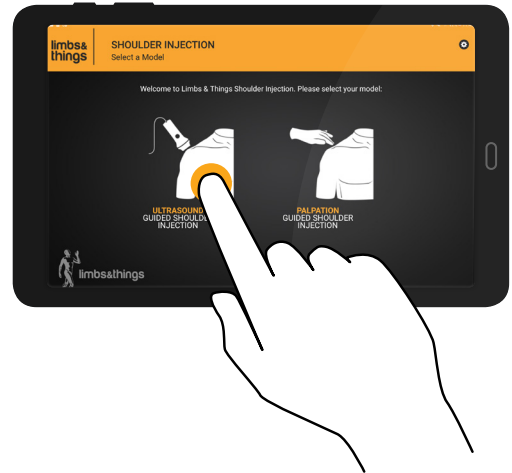 limbs&
things
SHOULDER INJECTION
Select a Model
Welcome to Limbs & Things Shoulder Injection. Please select your model:
ULTRASOUND
GUIDED SHOULDE
INJECTION
PALPATION
GUIDED SHOULDER
INJECTION
limbs&things